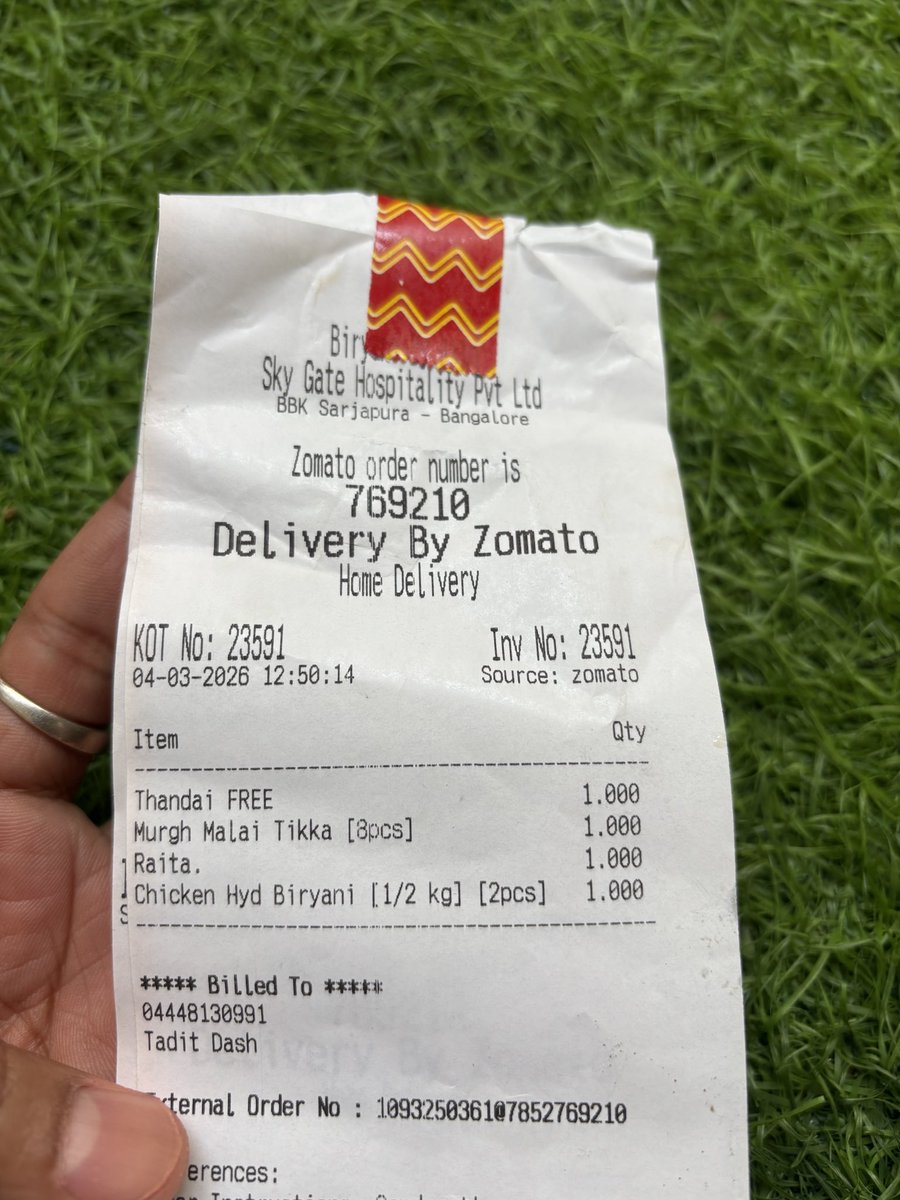 Sky Gate Hospitality Pvt Ltd
BBK Sarjapura - Bangalore
Zomato order number is
769210
Delivery By Zomato
Home Delivery
KOT No: 23591 Inv No: 23591
04-03-2026 12:50:14 Source: zomato
Item Qty
Thandai FREE 1.000
Murgh Malai Tikka [8pcs] 1.000
Raita. 1.000
Chicken Hyd Biryani [1/2 kg] [2pcs] 1.000
***** Billed To *****
04448130991
Tadit Dash
Order No : 1093250361@7852769210